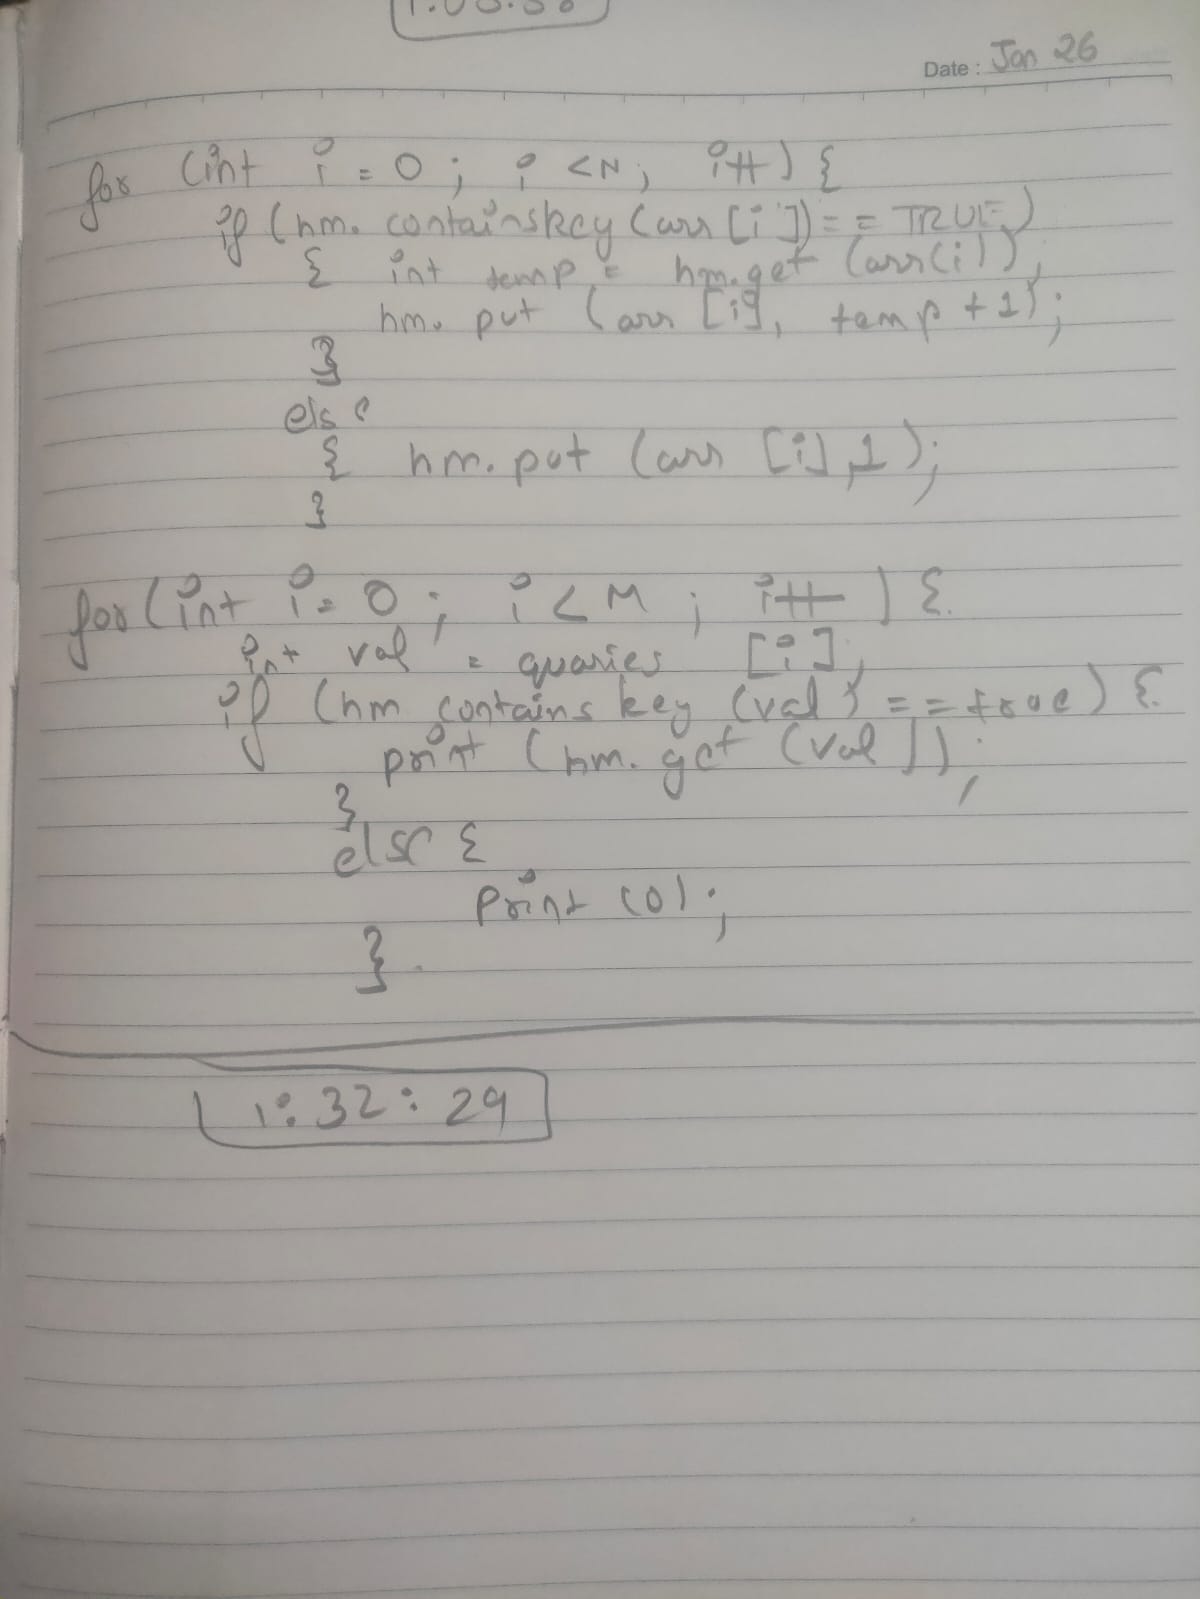 Date : Jan 26
for (int i = 0 ; i < N ; i++) {
if (hm. containskey (arr [i]) == TRUE)
{ int temp = hm.get (arr(i));
hm. put (arr [i], temp +1);
}
else
{ hm. put (arr [i], 1);
}
for (int i = 0 ; i < M ; i++ ) {.
int val = quaries [i];
if (hm contains key (val) == true) {.
print (hm. get (val));
}
else {
print (0);
}.
1: 32: 29